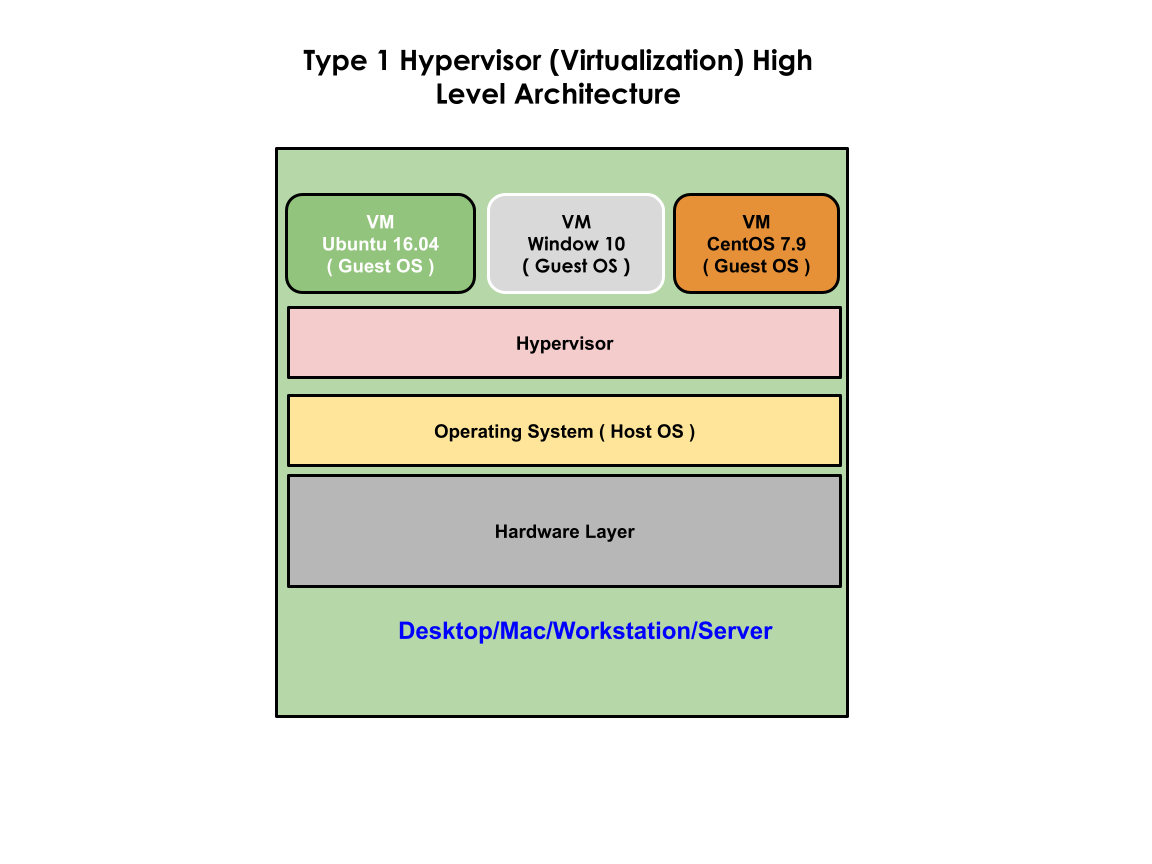 Type 1 Hypervisor (Virtualization) High
Level Architecture
VM
Ubuntu 16.04
( Guest OS )
VM
Window 10
( Guest OS )
VM
CentOS 7.9
( Guest OS )
Hypervisor
Operating System ( Host OS )
Hardware Layer
Desktop/Mac/Workstation/Server